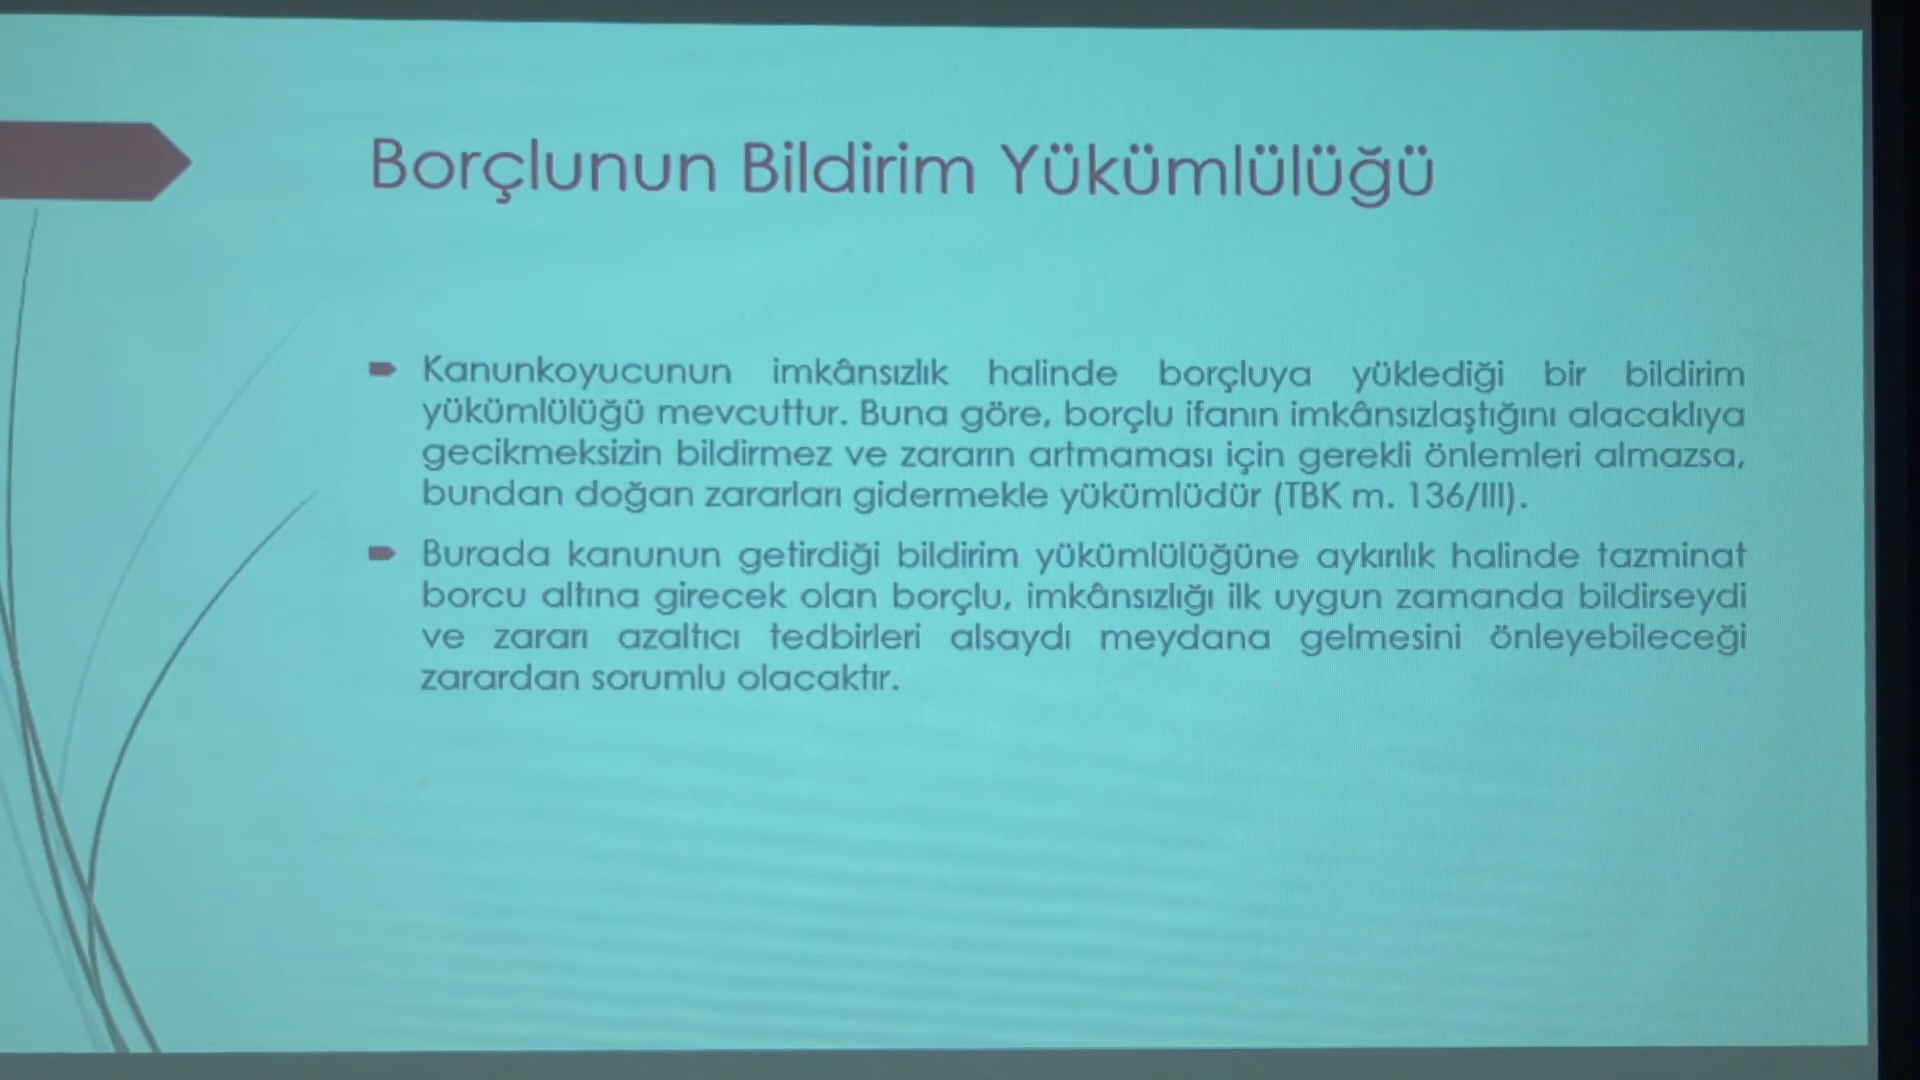 Borçlunun Bildirim Yükümlülüğü
Kanunkoyucunun imkânsızlık halinde borçluya yüklediği bir bildirim
yükümlülüğü mevcuttur. Buna göre, borçlu ifanın imkânsızlaştığını alacaklıya
gecikmeksizin bildirmez ve zararın artmaması için gerekli önlemleri almazsa,
bundan doğan zararları gidermekle yükümlüdür (TBK m. 136/III).
Burada kanunun getirdiği bildirim yükümlülüğüne aykırılık halinde tazminat
borcu altına girecek olan borçlu, imkânsızlığı ilk uygun zamanda bildirseydi
ve zararı azaltıcı tedbirleri alsaydı meydana gelmesini önleyebileceği
zarardan sorumlu olacaktır.